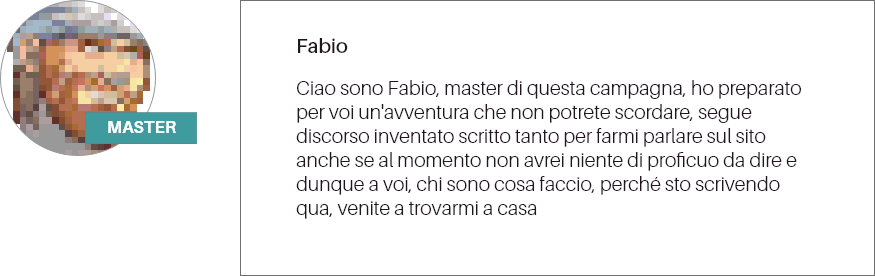 MASTER
Fabio
Ciao sono Fabio, master di questa campagna, ho preparato
per voi un'avventura che non potrete scordare, segue
discorso inventato scritto tanto per farmi parlare sul sito
anche se al momento non avrei niente di proficuo da dire e
dunque a voi, chi sono cosa faccio, perché sto scrivendo
qua, venite a trovarmi a casa